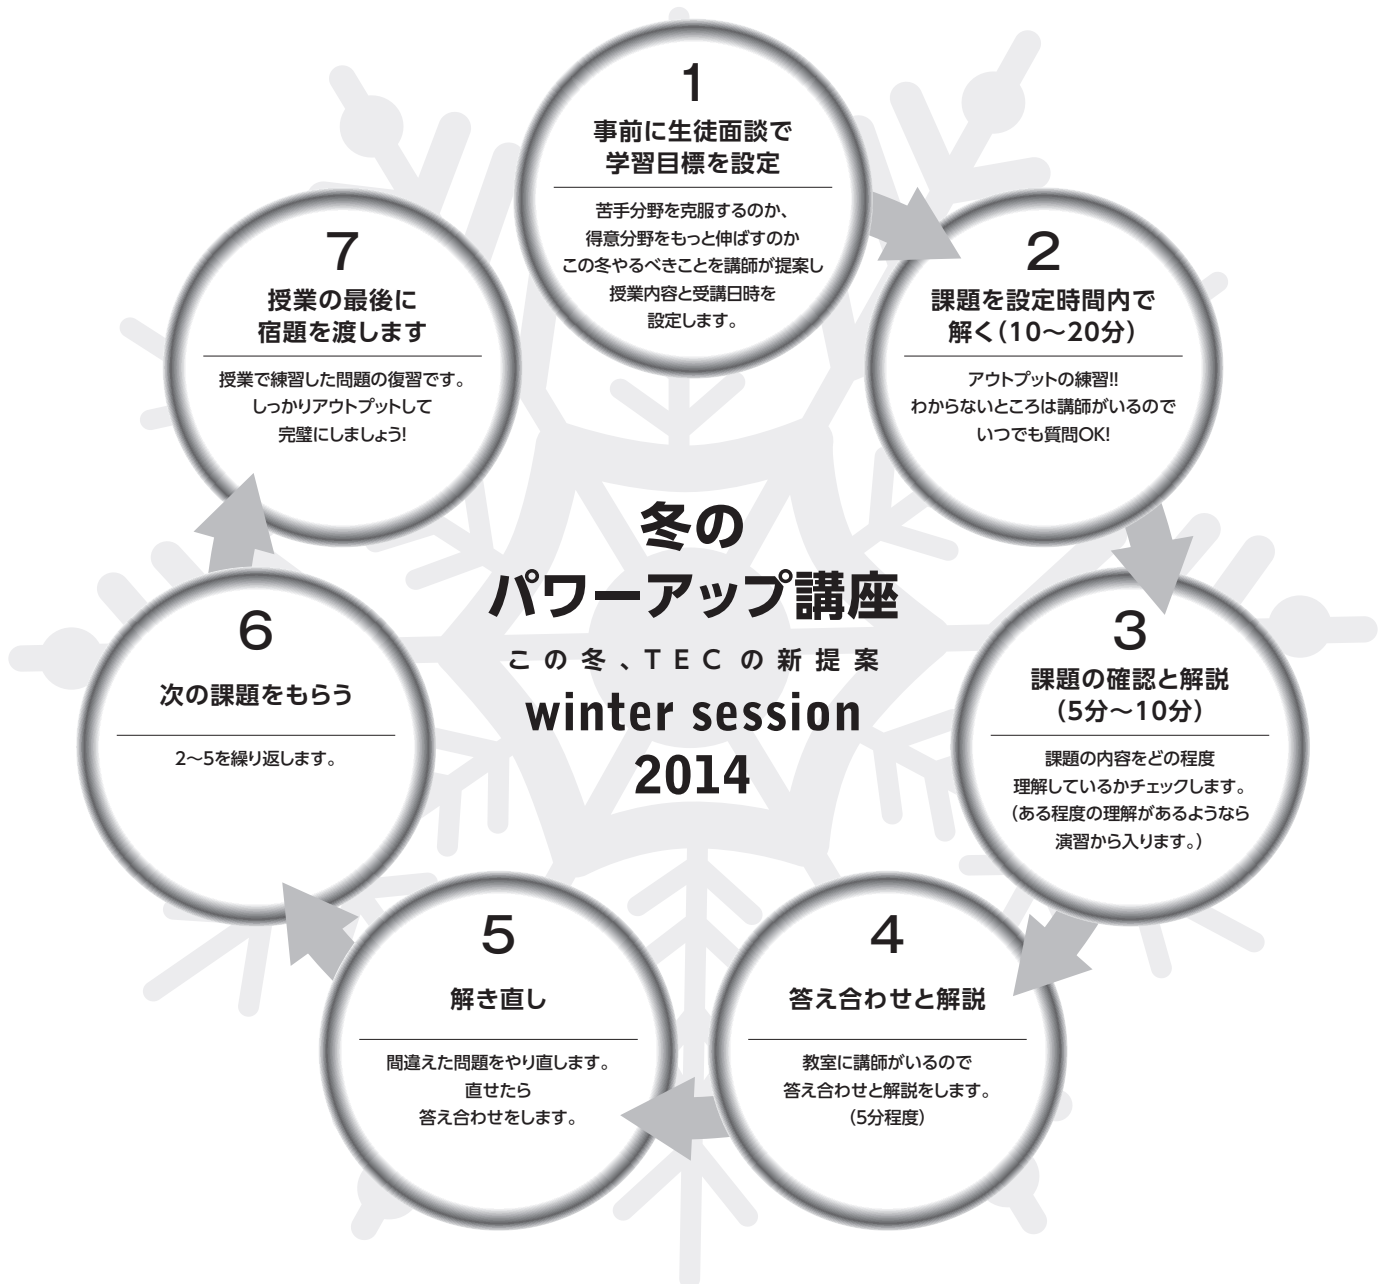 1
事前に生徒面談で
学習目標を設定
苦手分野を克服するのか、
得意分野をもっと伸ばすのか
この冬やるべきことを講師が提案し
授業内容と受講日時を
設定します。
2
課題を設定時間内で
解く(10〜20分)
アウトプットの練習!!
わからないところは講師がいるので
いつでも質問OK!
3
課題の確認と解説
(5分〜10分)
課題の内容をどの程度
理解しているかチェックします。
(ある程度の理解があるようなら
演習から入ります。)
4
答え合わせと解説
教室に講師がいるので
答え合わせと解説をします。
(5分程度)
5
解き直し
間違えた問題をやり直します。
直せたら
答え合わせをします。
6
次の課題をもらう
2〜5を繰り返します。
7
授業の最後に
宿題を渡します
授業で練習した問題の復習です。
しっかりアウトプットして
完璧にしましょう!
冬の
パワーアップ講座
この冬、TECの新提案
winter session
2014